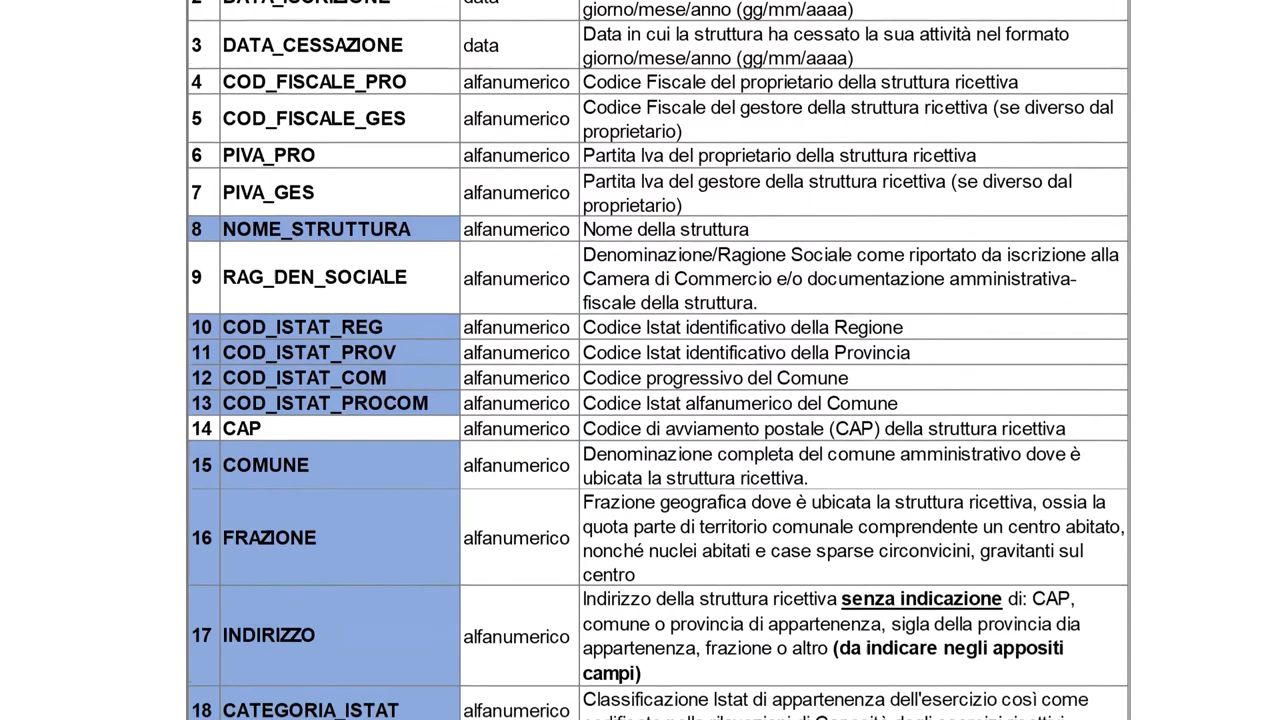 2 DATA_ISCRIZIONE data
giorno/mese/anno (gg/mm/aaaa)
3 DATA_CESSAZIONE data Data in cui la struttura ha cessato la sua attività nel formato
giorno/mese/anno (gg/mm/aaaa)
4 COD_FISCALE_PRO alfanumerico Codice Fiscale del proprietario della struttura ricettiva
5 COD_FISCALE_GES alfanumerico Codice Fiscale del gestore della struttura ricettiva (se diverso dal
proprietario)
6 PIVA_PRO alfanumerico Partita Iva del proprietario della struttura ricettiva
7 PIVA_GES alfanumerico Partita Iva del gestore della struttura ricettiva (se diverso dal
proprietario)
8 NOME_STRUTTURA alfanumerico Nome della struttura
9 RAG_DEN_SOCIALE alfanumerico Denominazione/Ragione Sociale come riportato da iscrizione alla
Camera di Commercio e/o documentazione amministrativa-
fiscale della struttura.
10 COD_ISTAT_REG alfanumerico Codice Istat identificativo della Regione
11 COD_ISTAT_PROV alfanumerico Codice Istat identificativo della Provincia
12 COD_ISTAT_COM alfanumerico Codice progressivo del Comune
13 COD_ISTAT_PROCOM alfanumerico Codice Istat alfanumerico del Comune
14 CAP alfanumerico Codice di avviamento postale (CAP) della struttura ricettiva
15 COMUNE alfanumerico Denominazione completa del comune amministrativo dove è
ubicata la struttura ricettiva.
16 FRAZIONE alfanumerico Frazione geografica dove è ubicata la struttura ricettiva, ossia la
quota parte di territorio comunale comprendente un centro abitato,
nonché nuclei abitati e case sparse circonvicini, gravitanti sul
centro
17 INDIRIZZO alfanumerico Indirizzo della struttura ricettiva senza indicazione di: CAP,
comune o provincia di appartenenza, sigla della provincia dia
appartenenza, frazione o altro (da indicare negli appositi
campi)
18 CATEGORIA_ISTAT alfanumerico Classificazione Istat di appartenenza dell'esercizio così come